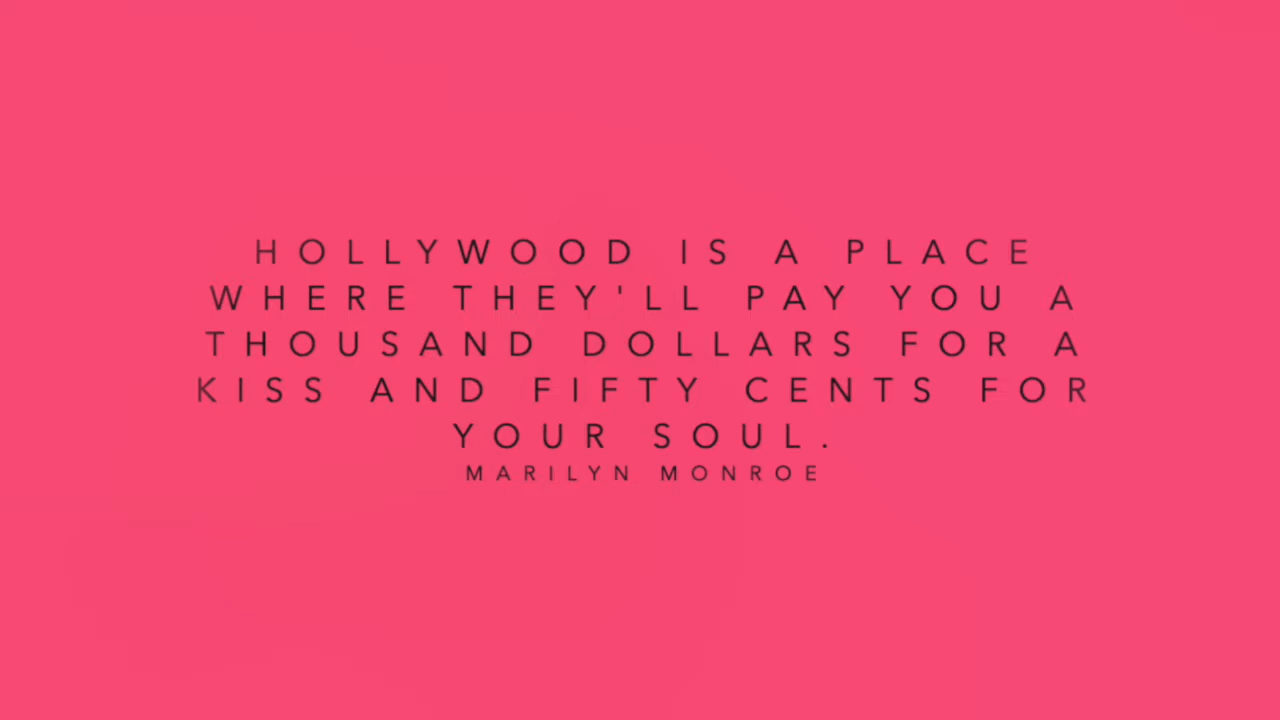 HOLLYWOOD IS A PLACE
WHERE THEY'LL PAY YOU A
THOUSAND DOLLARS FOR A
KISS AND FIFTY CENTS FOR
YOUR SOUL.
MARILYN MONROE